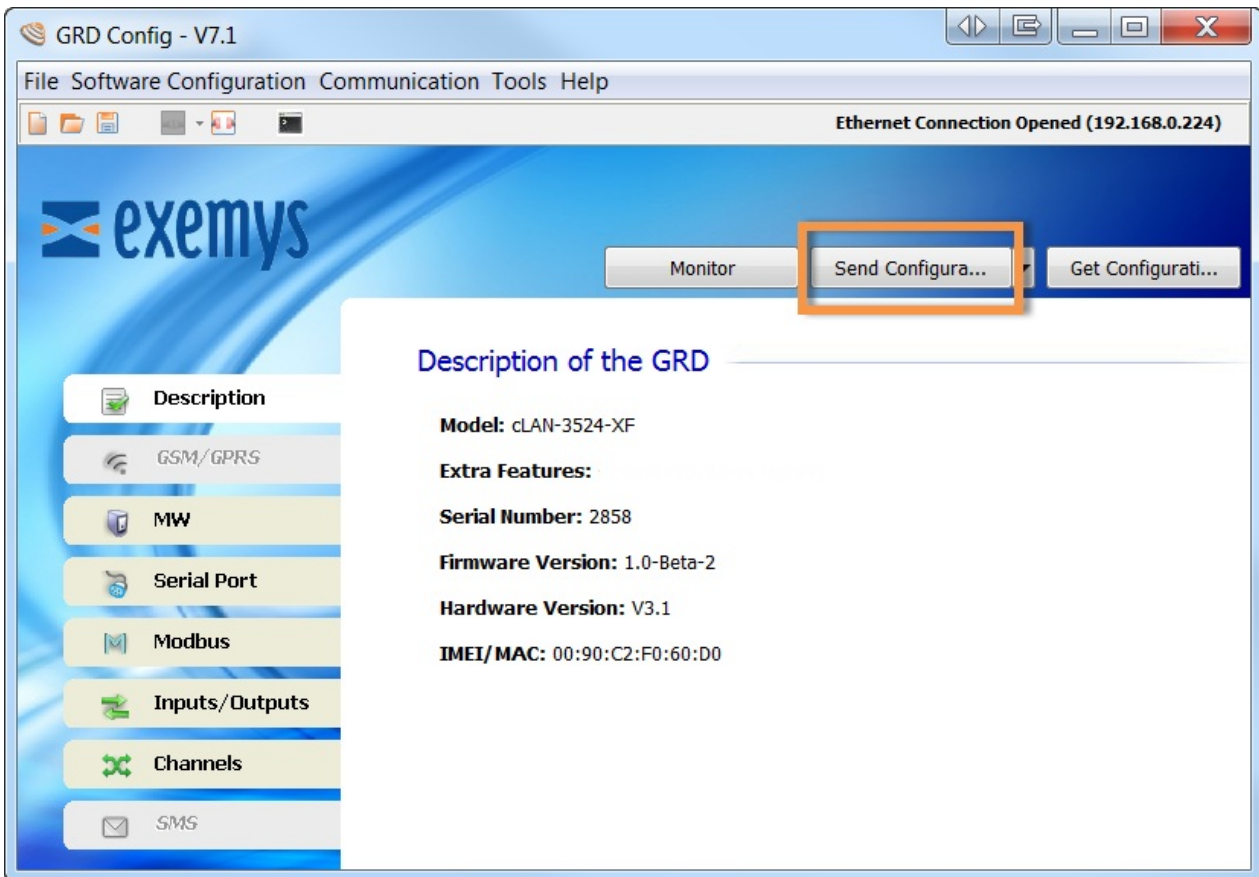 GRD Config - V7.1
File Software Configuration Communication Tools Help
Ethernet Connection Opened (192.168.0.224)
exemys
Monitor Send Configura... Get Configurati...
Description of the GRD
Description
GSM/GPRS
MW
Serial Port
Modbus
Inputs/Outputs
Channels
SMS
Model: cLAN-3524-XF
Extra Features:
Serial Number: 2858
Firmware Version: 1.0-Beta-2
Hardware Version: V3.1
IMEI/MAC: 00:90:C2:F0:60:D0